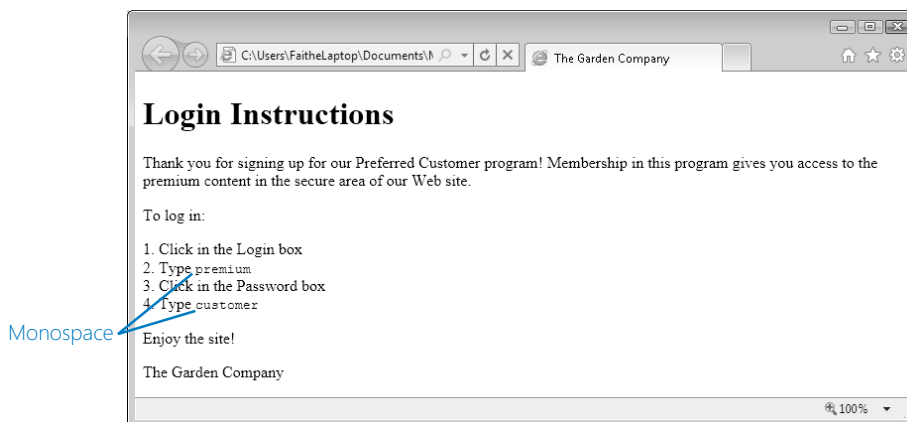 C:\Users\FaitheLaptop\Documents\
The Garden Company
Login Instructions
Thank you for signing up for our Preferred Customer program! Membership in this program gives you access to the
premium content in the secure area of our Web site.
To log in:
1. Click in the Login box
2. Type premium
3. Click in the Password box
4. Type customer
Monospace
Enjoy the site!
The Garden Company
100%